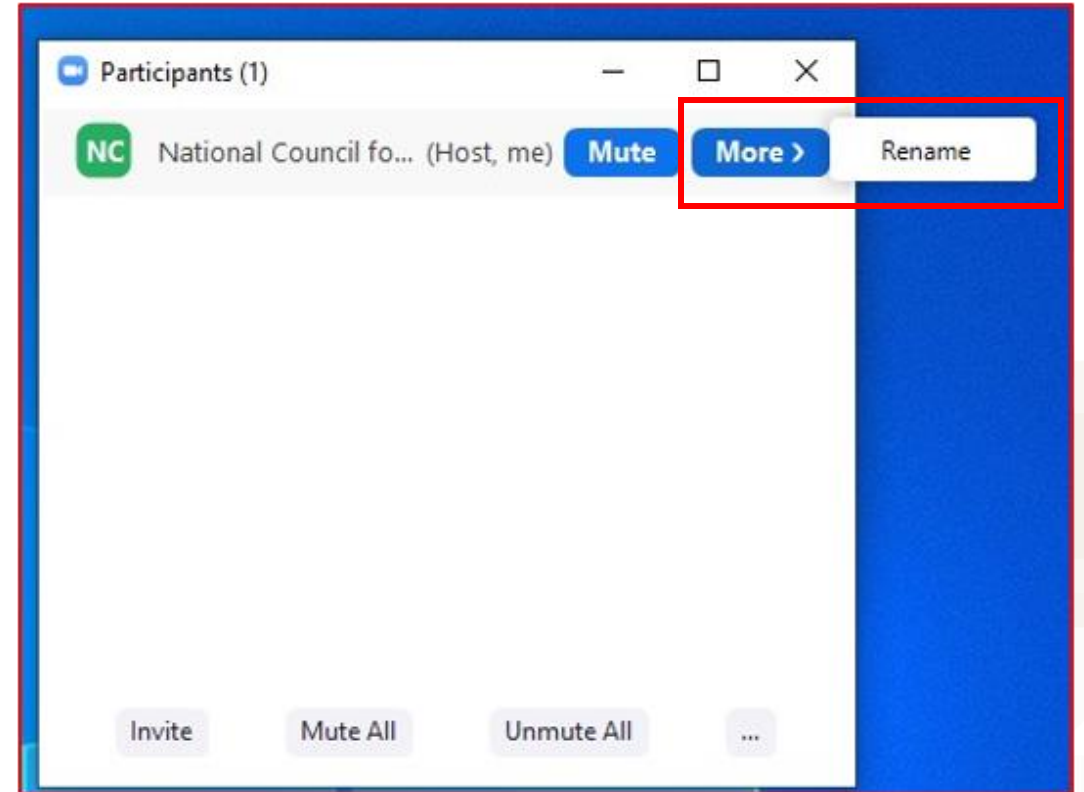 Participants (1)
NC National Council fo... (Host, me) Mute More > Rename
Invite Mute All Unmute All ...